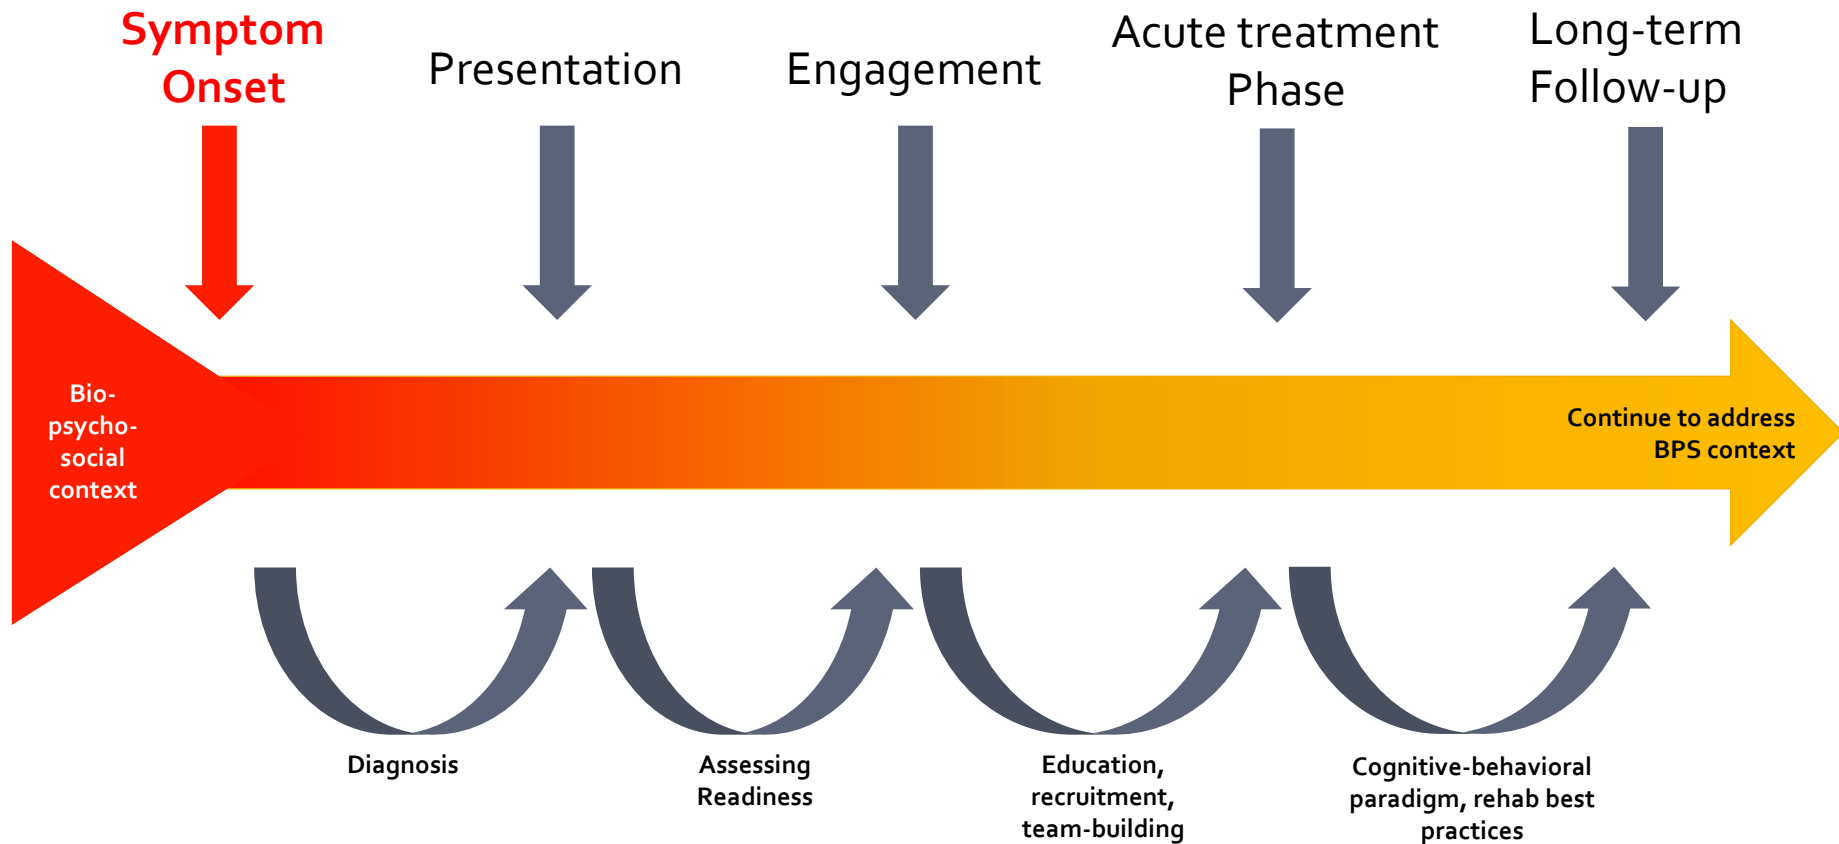 Symptom
Onset
Presentation
Engagement
Acute treatment
Phase
Long-term
Follow-up
Bio-
psycho-
social
context
Continue to address
BPS context
Diagnosis
Assessing
Readiness
Education,
recruitment,
team-building
Cognitive-behavioral
paradigm, rehab best
practices